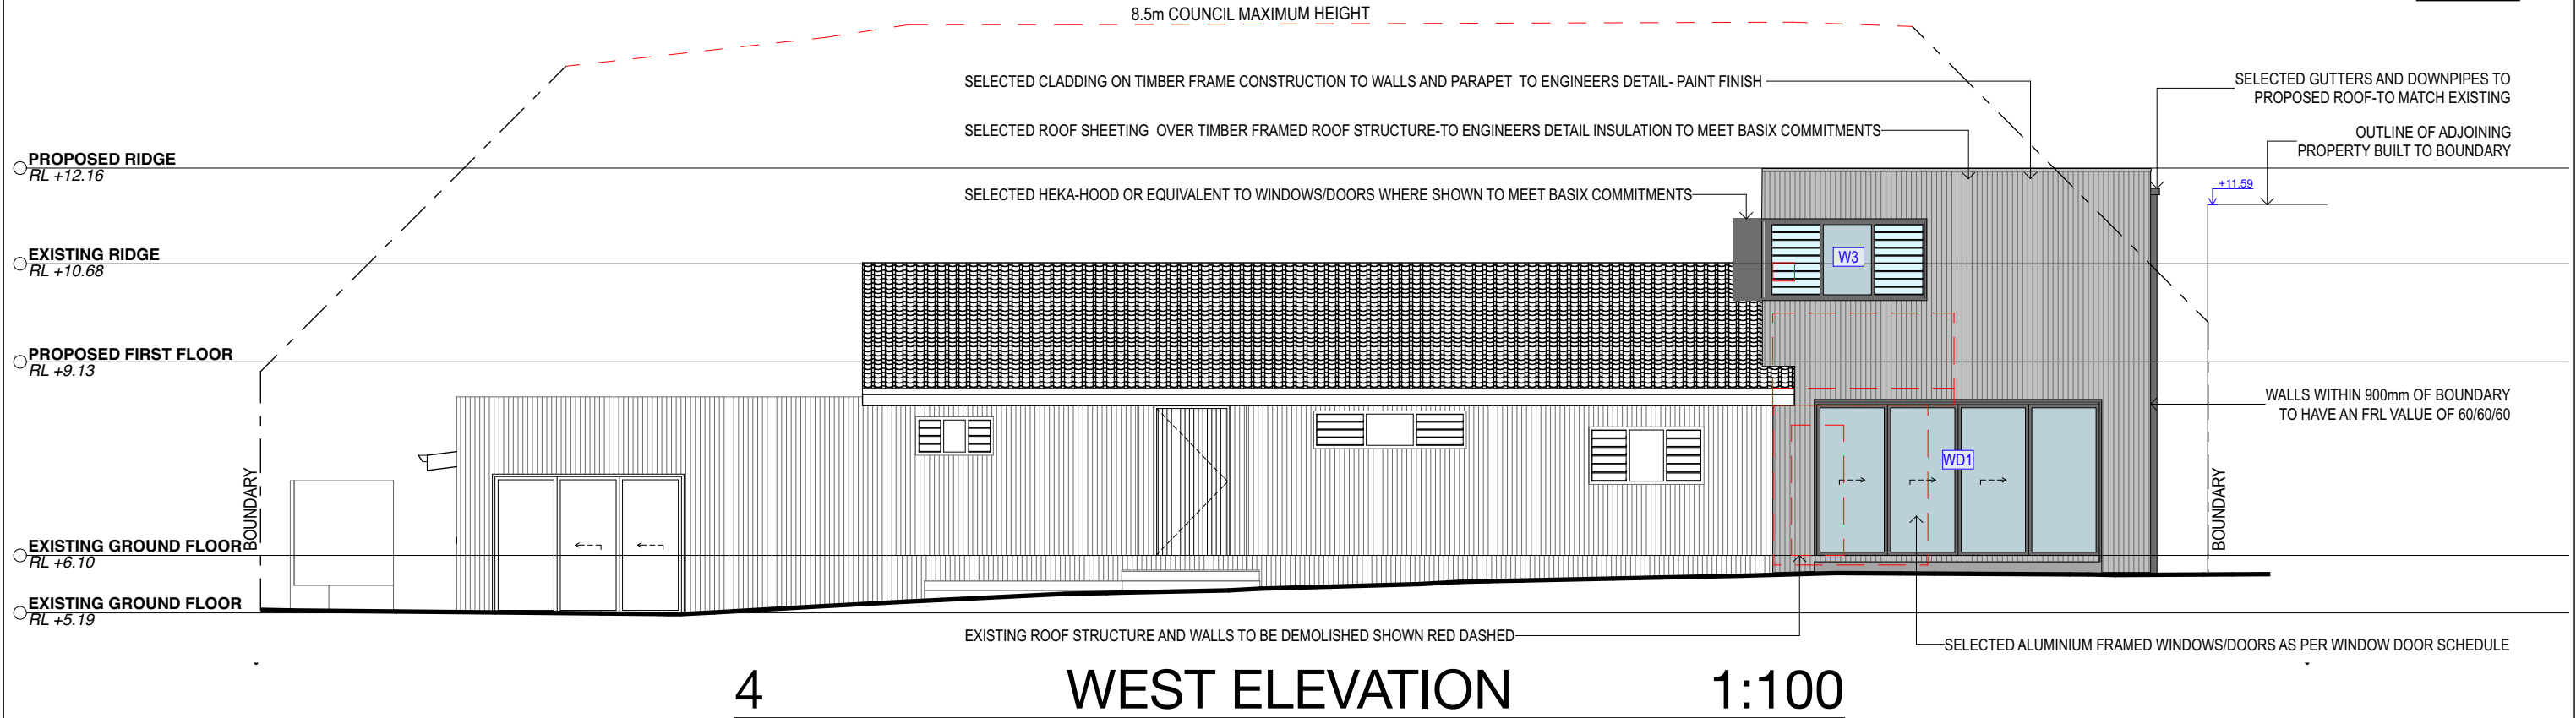 8.5m COUNCIL MAXIMUM HEIGHT
SELECTED CLADDING ON TIMBER FRAME CONSTRUCTION TO WALLS AND PARAPET TO ENGINEERS DETAIL- PAINT FINISH
SELECTED GUTTERS AND DOWNPIPES TO
PROPOSED ROOF-TO MATCH EXISTING
SELECTED ROOF SHEETING OVER TIMBER FRAMED ROOF STRUCTURE-TO ENGINEERS DETAIL INSULATION TO MEET BASIX COMMITMENTS
OUTLINE OF ADJOINING
PROPERTY BUILT TO BOUNDARY
PROPOSED RIDGE
RL +12.16
+11.59
SELECTED HEKA-HOOD OR EQUIVALENT TO WINDOWS/DOORS WHERE SHOWN TO MEET BASIX COMMITMENTS
EXISTING RIDGE
RL +10.68
W3
PROPOSED FIRST FLOOR
RL +9.13
WALLS WITHIN 900mm OF BOUNDARY
TO HAVE AN FRL VALUE OF 60/60/60
WD1
BOUNDARY
BOUNDARY
EXISTING GROUND FLOOR
RL +6.10
EXISTING GROUND FLOOR
RL +5.19
EXISTING ROOF STRUCTURE AND WALLS TO BE DEMOLISHED SHOWN RED DASHED
SELECTED ALUMINIUM FRAMED WINDOWS/DOORS AS PER WINDOW DOOR SCHEDULE
4 WEST ELEVATION 1:100